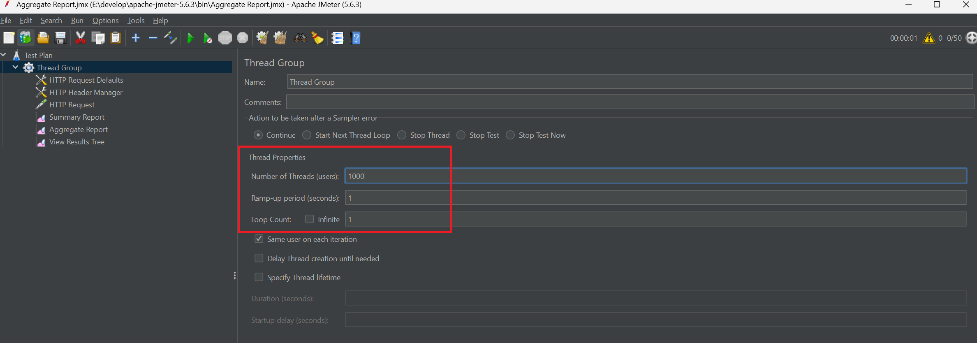 Aggregate Report.jmx (E:\develop\apache-jmeter-5.6.3\bin\Aggregate Report.jmx) - Apache JMeter (5.6.3)
File Edit Search Run Options Tools Help
00:00:01 0 0/50
Test Plan
Thread Group
HTTP Request Defaults
HTTP Header Manager
HTTP Request
Summary Report
Aggregate Report
View Results Tree
Thread Group
Name: Thread Group
Comments:
Action to be taken after a Sampler error
Continue Start Next Thread Loop Stop Thread Stop Test Stop Test Now
Thread Properties
Number of Threads (users): 1000
Ramp-up period (seconds): 1
Loop Count: Infinite 1
Same user on each iteration
Delay Thread creation until needed
Specify Thread lifetime
Duration (seconds):
Startup delay (seconds):